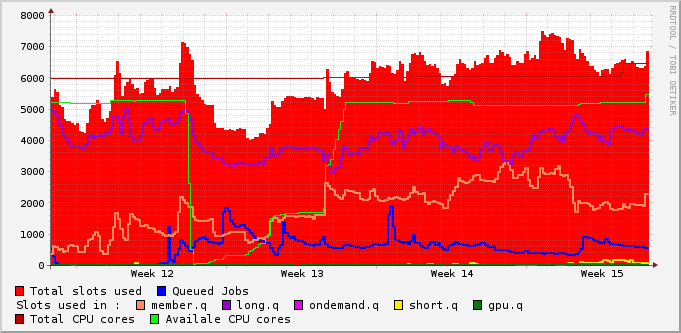 RRDTOOL / TOBI OETIKER
8000
7000
6000
5000
4000
3000
2000
1000
0
Week 12 Week 13 Week 14 Week 15
Total slots used Queued Jobs
Slots used in : member.q long.q ondemand.q short.q gpu.q
Total CPU cores Availale CPU cores